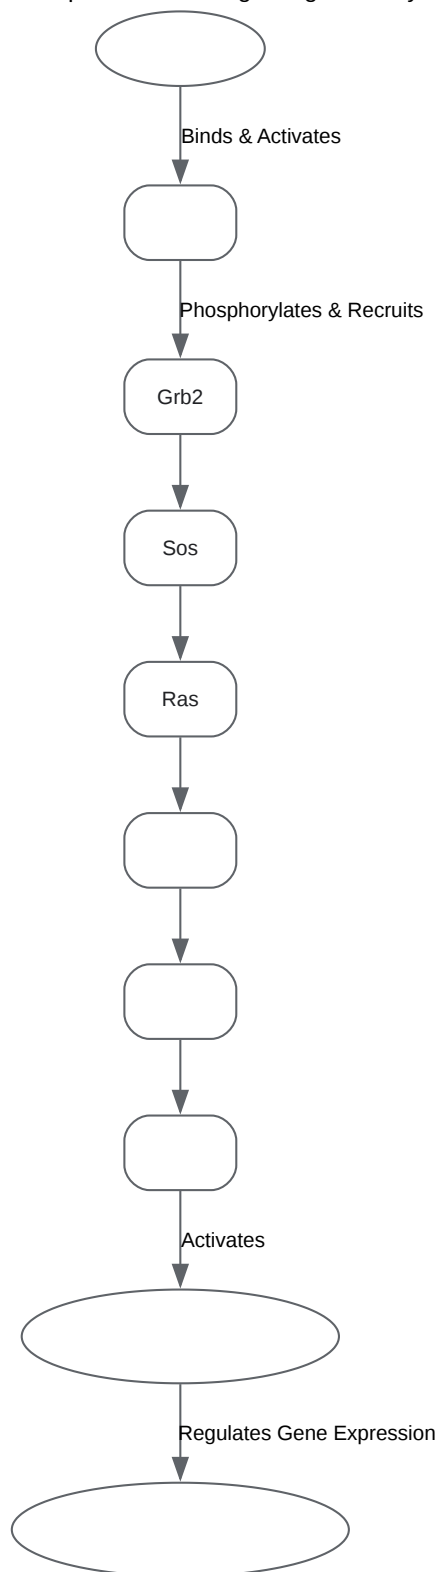 Binds & Activates
Phosphorylates & Recruits
Grb2
Sos
Ras
Activates
Regulates Gene Expression